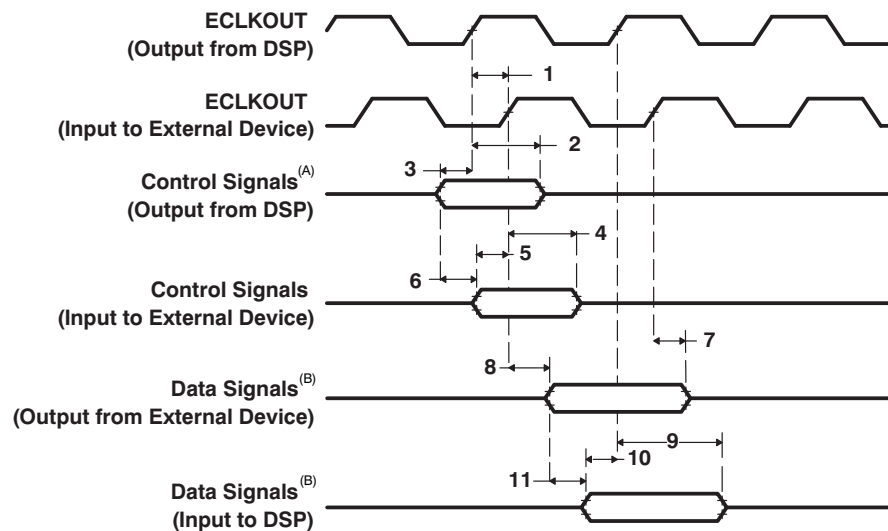 ECLKOUT
(Output from DSP)
1
ECLKOUT
(Input to External Device)
2
3
Control Signals(A)
(Output from DSP)
4
5
6
Control Signals
(Input to External Device)
7
8
Data Signals(B)
(Output from External Device)
9
10
11
Data Signals(B)
(Input to DSP)